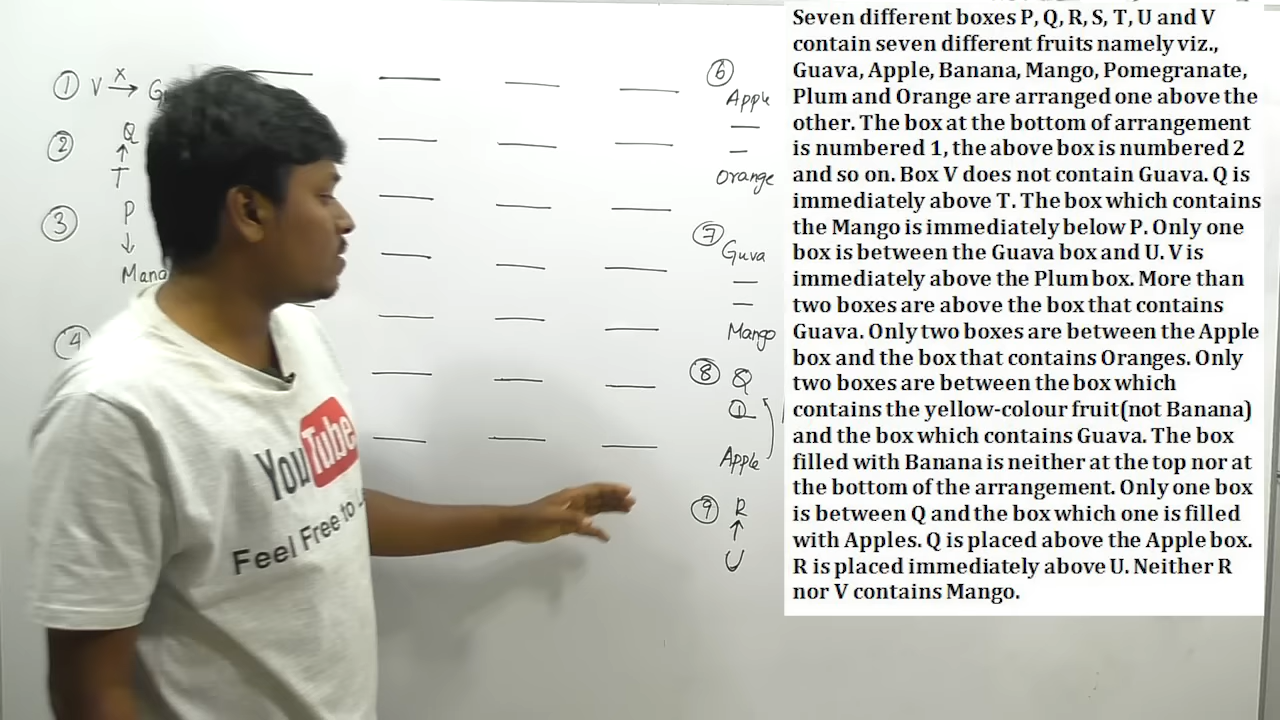 Seven different boxes P, Q, R, S, T, U and V
contain seven different fruits namely viz.,
Guava, Apple, Banana, Mango, Pomegranate,
Plum and Orange are arranged one above the
other. The box at the bottom of arrangement
is numbered 1, the above box is numbered 2
and so on. Box V does not contain Guava. Q is
immediately above T. The box which contains
the Mango is immediately below P. Only one
box is between the Guava box and U. V is
immediately above the Plum box. More than
two boxes are above the box that contains
Guava. Only two boxes are between the Apple
box and the box that contains Oranges. Only
two boxes are between the box which
contains the yellow-colour fruit(not Banana)
and the box which contains Guava. The box
filled with Banana is neither at the top nor at
the bottom of the arrangement. Only one box
is between Q and the box which one is filled
with Apples. Q is placed above the Apple box.
R is placed immediately above U. Neither R
nor V contains Mango.
1 V x → G
2 Q
↑
T
3 P
↓
4
6
Apple
Orange
7
Guva
Mango
8 Q
1
Apple
9 R
↑
U
You Tube
Feel Free to